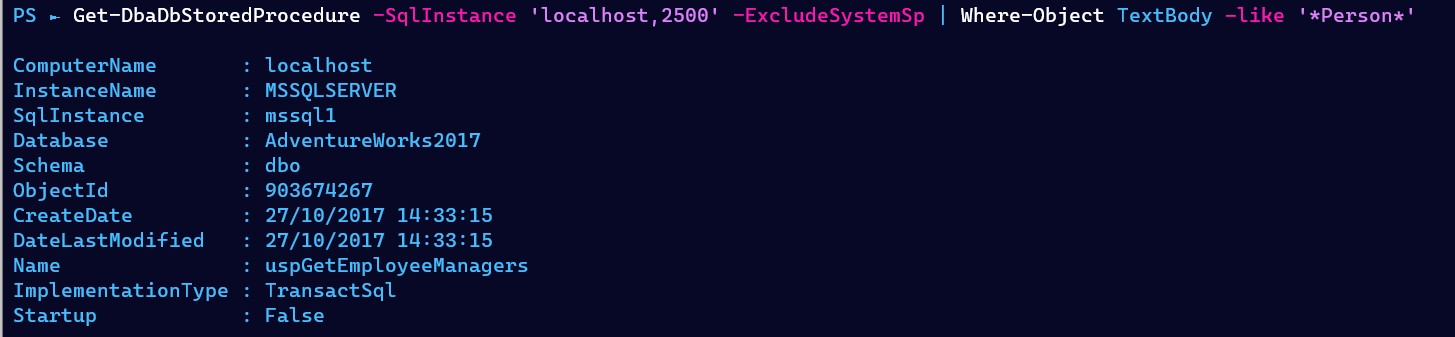 PS ► Get-DbaDbStoredProcedure -SqlInstance 'localhost,2500' -ExcludeSystemSp | Where-Object TextBody -like '*Person*'
ComputerName : localhost
InstanceName : MSSQLSERVER
SqlInstance : mssql1
Database : AdventureWorks2017
Schema : dbo
ObjectId : 903674267
CreateDate : 27/10/2017 14:33:15
DateLastModified : 27/10/2017 14:33:15
Name : uspGetEmployeeManagers
ImplementationType : TransactSql
Startup : False